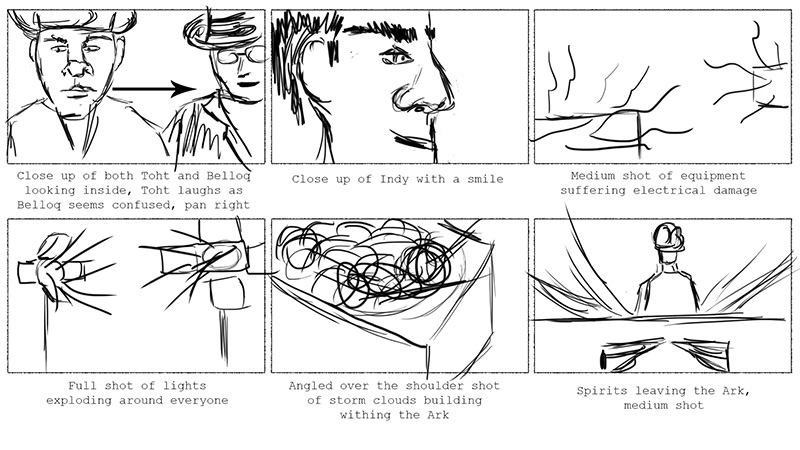 Close up of both Toht and Belloq
looking inside, Toht laughs as
Belloq seems confused, pan right
Close up of Indy with a smile
Medium shot of equipment
suffering electrical damage
Full shot of lights
exploding around everyone
Angled over the shoulder shot
of storm clouds building
withing the Ark
Spirits leaving the Ark,
medium shot